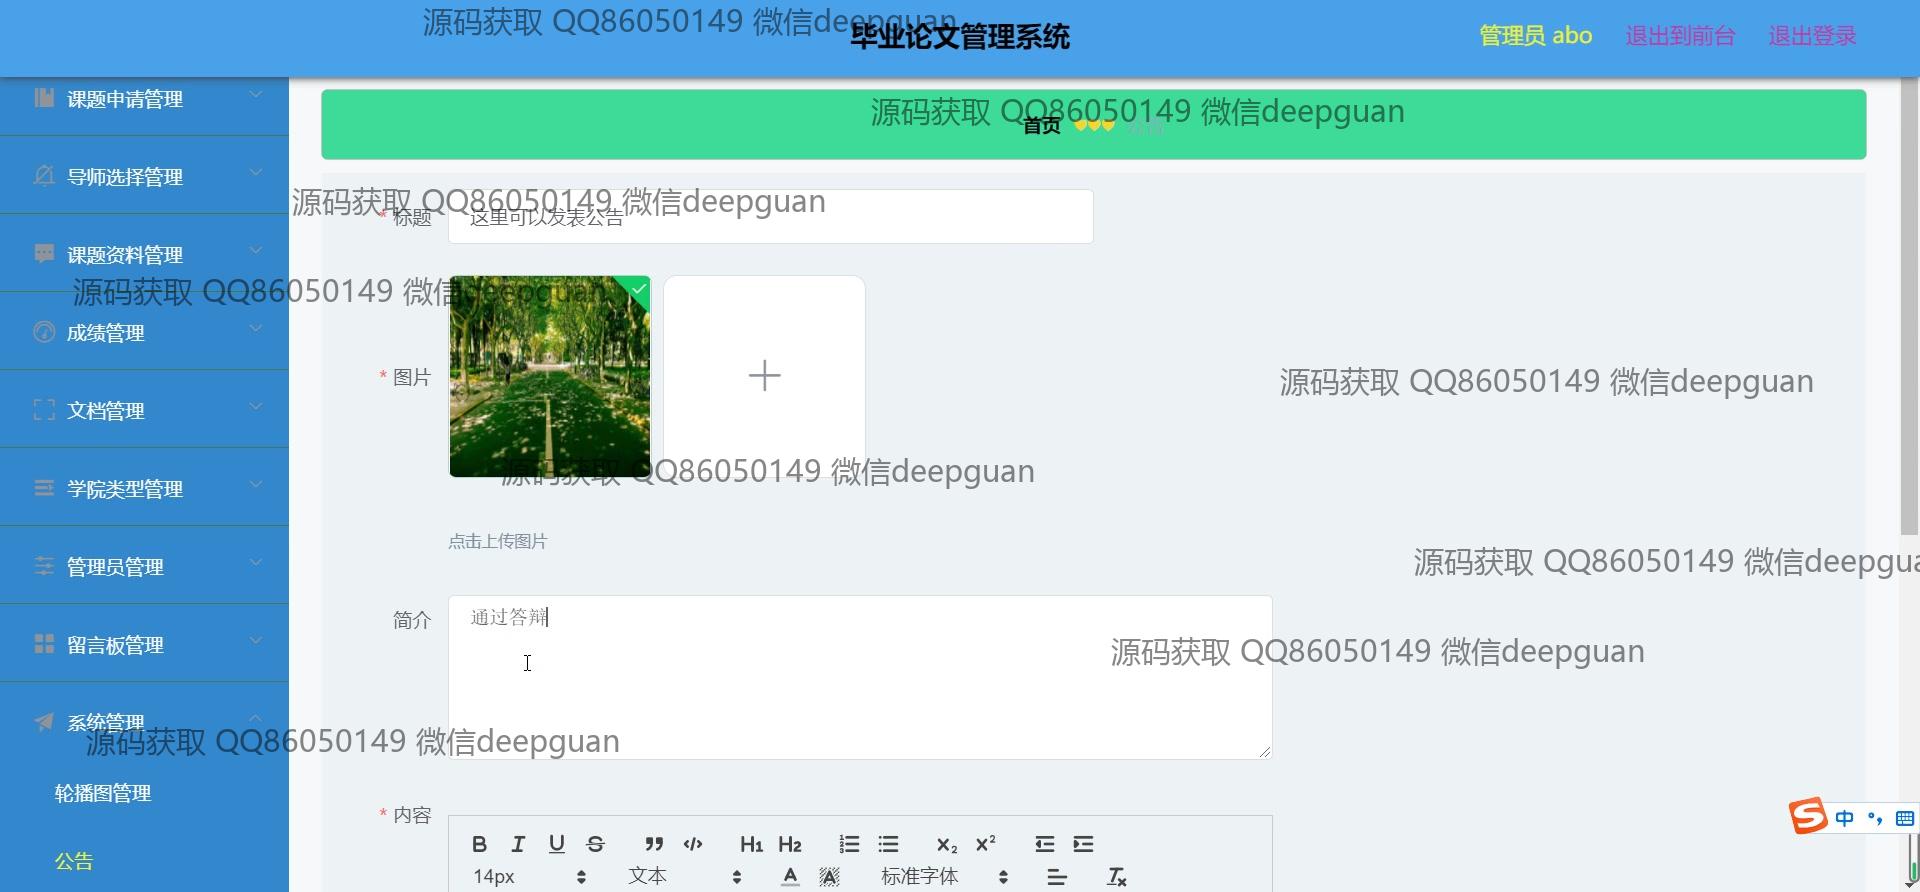 源码获取 QQ86050149 微信deepguan
毕业论文管理系统
管理员 abo
退出到前台
退出登录
课题申请管理
导师选择管理
课题资料管理
成绩管理
文档管理
学院类型管理
管理员管理
留言板管理
系统管理
轮播图管理
公告
源码获取 QQ86050149 微信deepguan
首页
源码获取 QQ86050149 微信deepguan
* 标题
这里可以发表公告
源码获取 QQ86050149 微信deepguan
* 图片
源码获取 QQ86050149 微信deepguan
源码获取 QQ86050149 微信deepguan
点击上传图片
源码获取 QQ86050149 微信deepgua
简介
通过答辩
源码获取 QQ86050149 微信deepguan
源码获取 QQ86050149 微信deepguan
* 内容
B I U S H1 H2 X2 X2
14px 文本 A A 标准字体 Tx
中